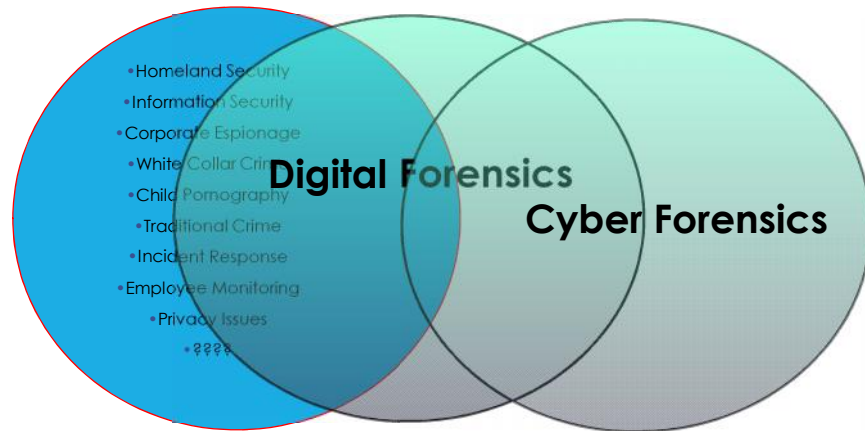 •Homeland Security
•Information Security
•Corporate Espionage
•White Collar Crime
•Child Pornography
•Traditional Crime
•Incident Response
•Employee Monitoring
•Privacy Issues
•????
Digital Forensics
Cyber Forensics